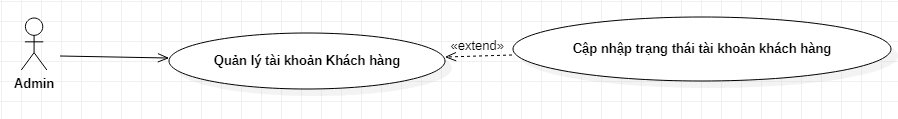 Admin
Quản lý tài khoản Khách hàng
«extend»
Cập nhập trạng thái tài khoản khách hàng